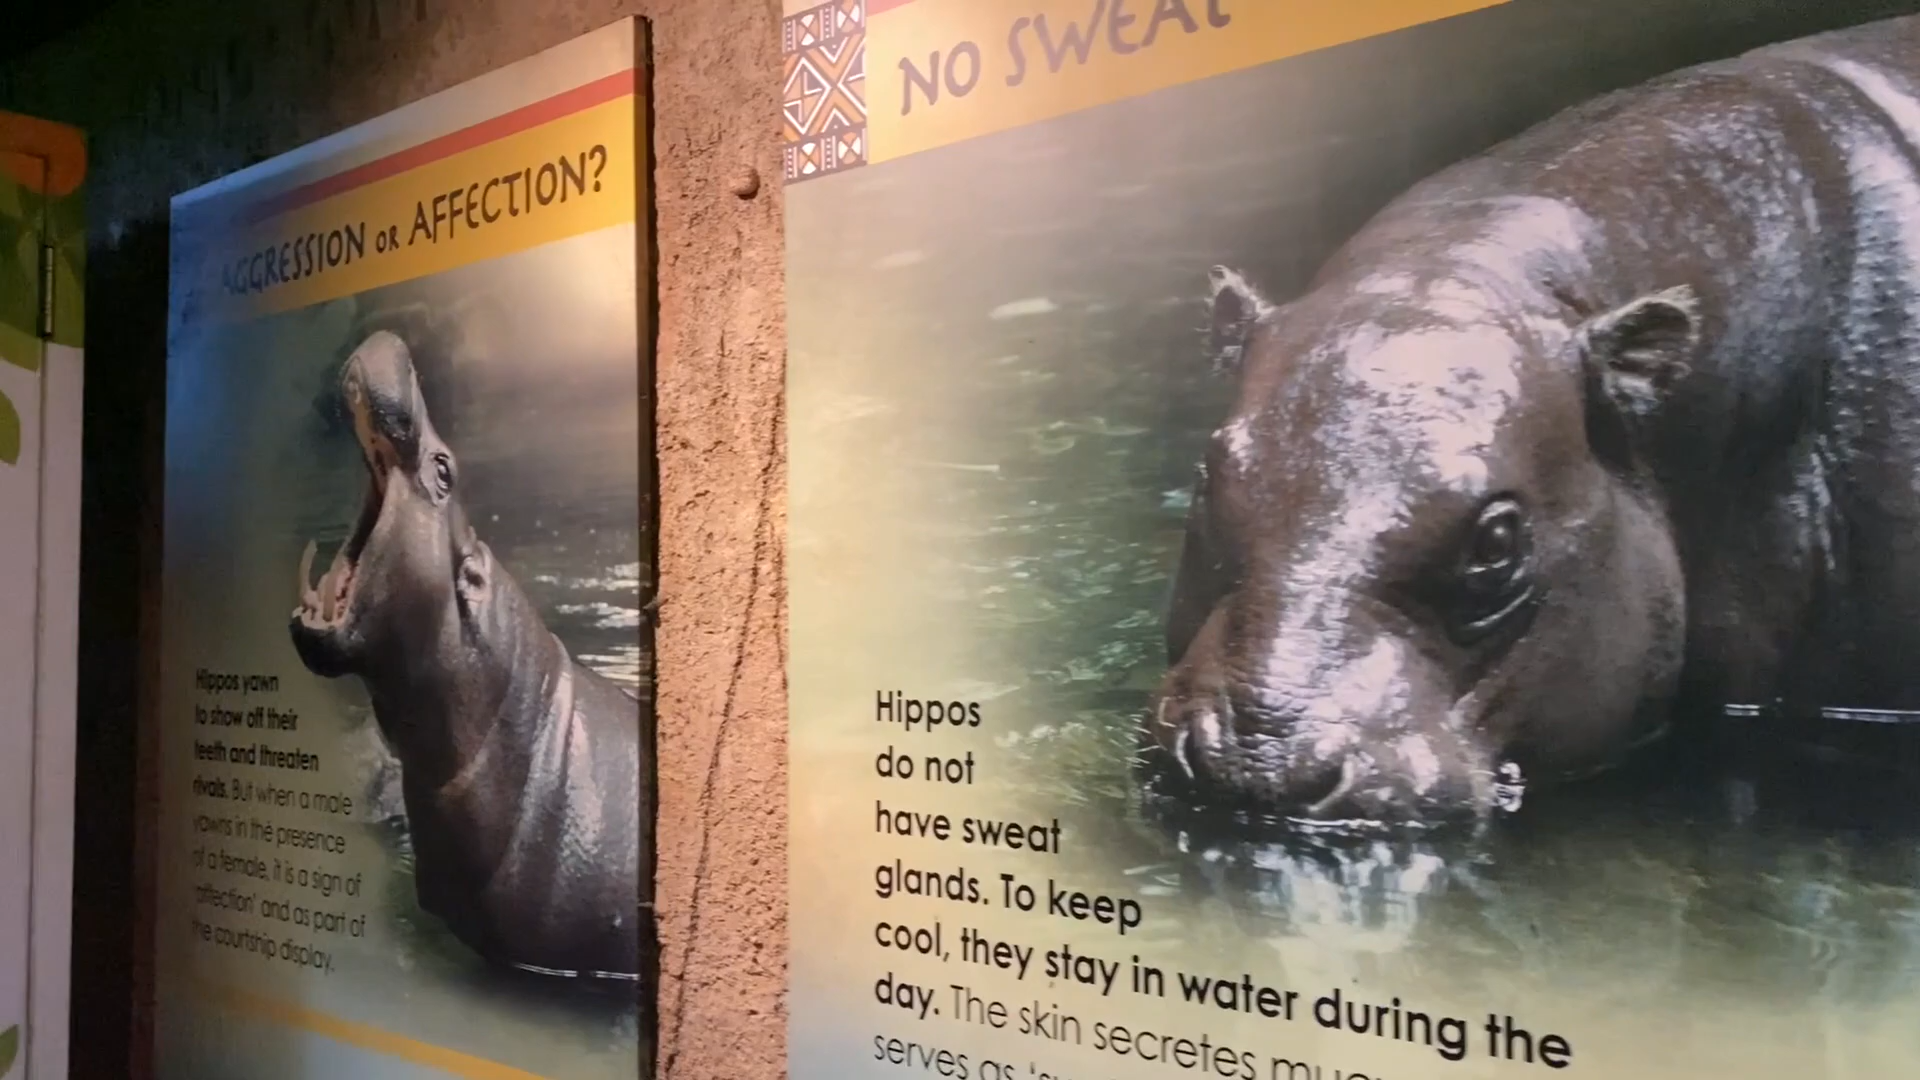 AGGRESSION OR AFFECTION?
Hippos yawn
to show off their
teeth and threaten
rivals. But when a male
yawns in the presence
of a female, it is a sign of
'affection' and as part of
the courtship display.
NO SWEAT
Hippos
do not
have sweat
glands. To keep
cool, they stay in water during the
day. The skin secretes
serves as